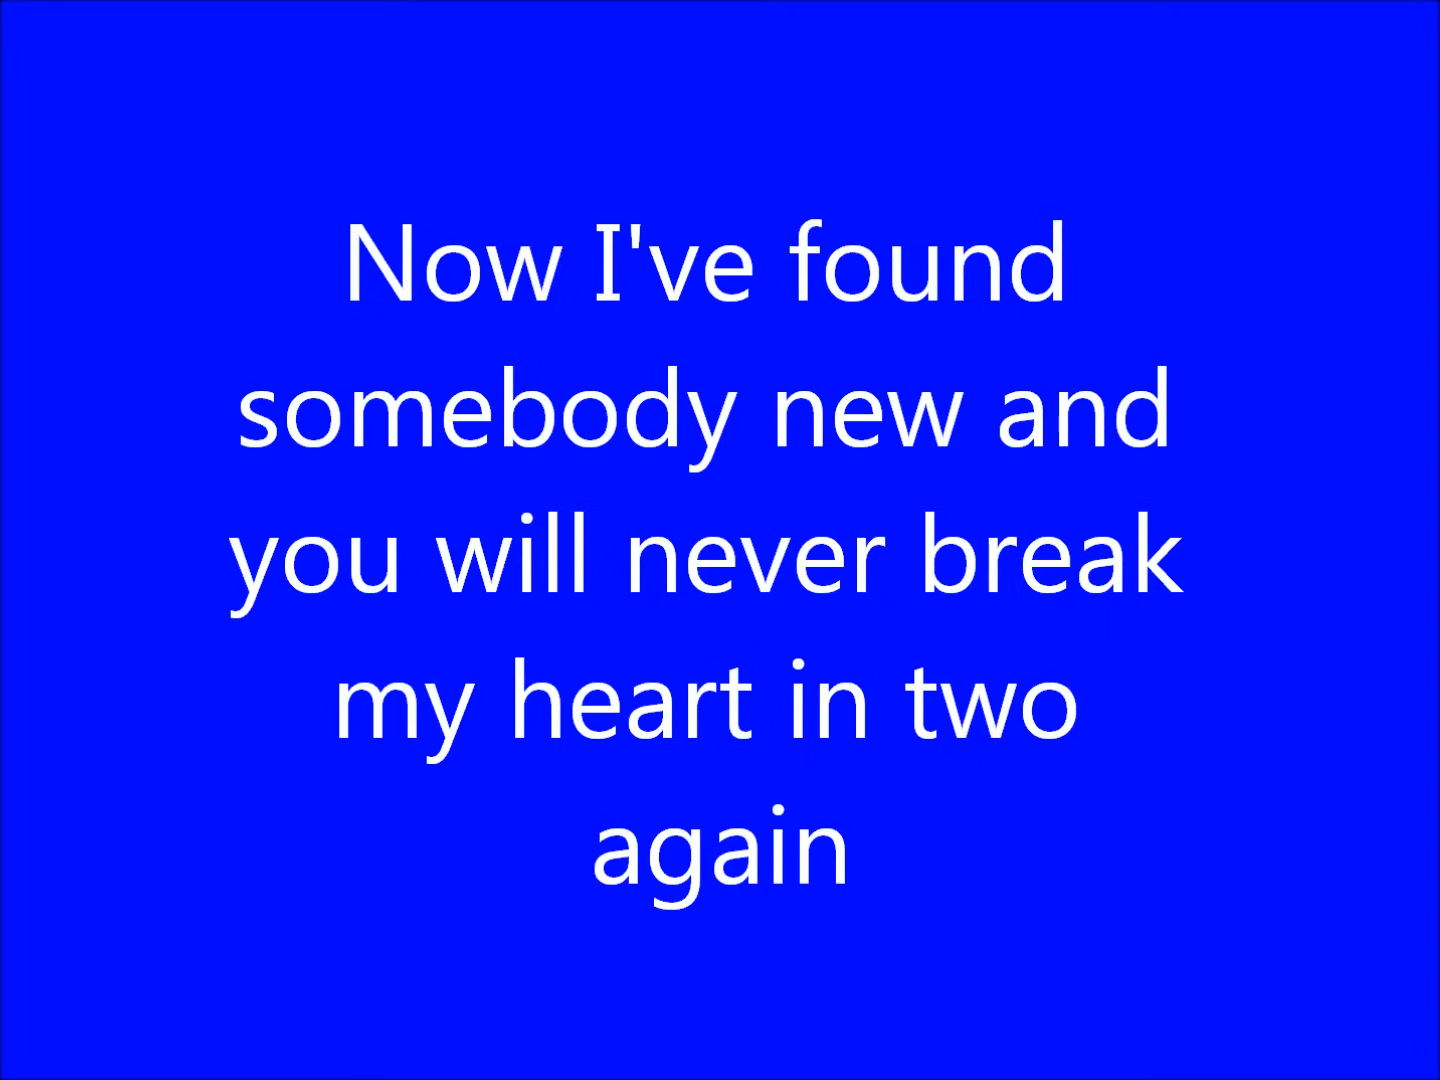 Now I've found
somebody new and
you will never break
my heart in two
again